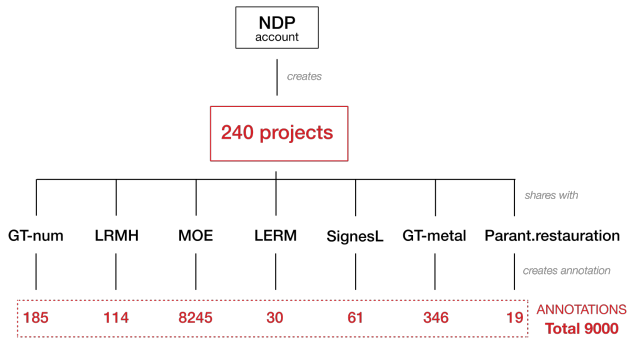 NDP
account
creates
240 projects
shares with
GT-num LRMH MOE LERM SignesL GT-metal Parant.restauration
creates annotation
185 114 8245 30 61 346 19 ANNOTATIONS
Total 9000